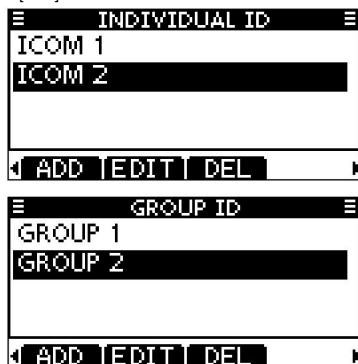 INDIVIDUAL ID
ICOM 1
ICOM 2
ADD EDIT DEL
GROUP ID
GROUP 1
GROUP 2
ADD EDIT DEL